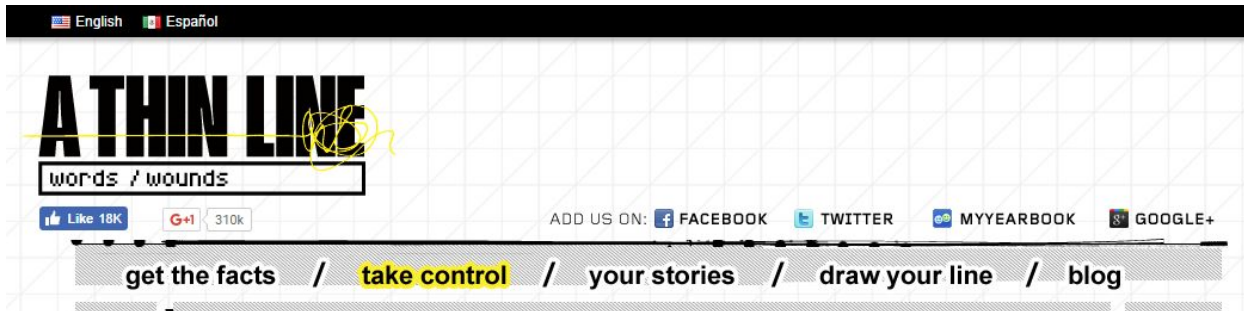 English Español
A THIN LINE
words / wounds
Like 18K G+1 310k ADD US ON: FACEBOOK TWITTER MYYEARBOOK GOOGLE+
get the facts / take control / your stories / draw your line / blog